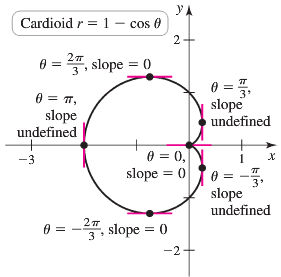 y
Cardioid r = 1 − cos θ
2
θ = 2π/3, slope = 0
θ = π/3,
slope
undefined
θ = π,
slope
undefined
−3
θ = 0,
slope = 0
1
x
θ = −π/3,
slope
undefined
θ = −2π/3, slope = 0
−2